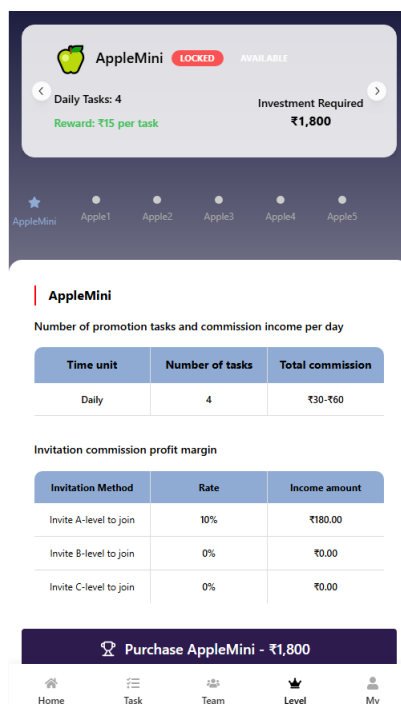 AppleMini LOCKED AVAILABLE
Daily Tasks: 4
Reward: ₹15 per task
Investment Required
₹1,800
AppleMini Apple1 Apple2 Apple3 Apple4 Apple5
AppleMini
Number of promotion tasks and commission income per day
Time unit Number of tasks Total commission
Daily 4 ₹30-₹60
Invitation commission profit margin
Invitation Method Rate Income amount
Invite A-level to join 10% ₹180.00
Invite B-level to join 0% ₹0.00
Invite C-level to join 0% ₹0.00
Purchase AppleMini - ₹1,800
Home Task Team Level My